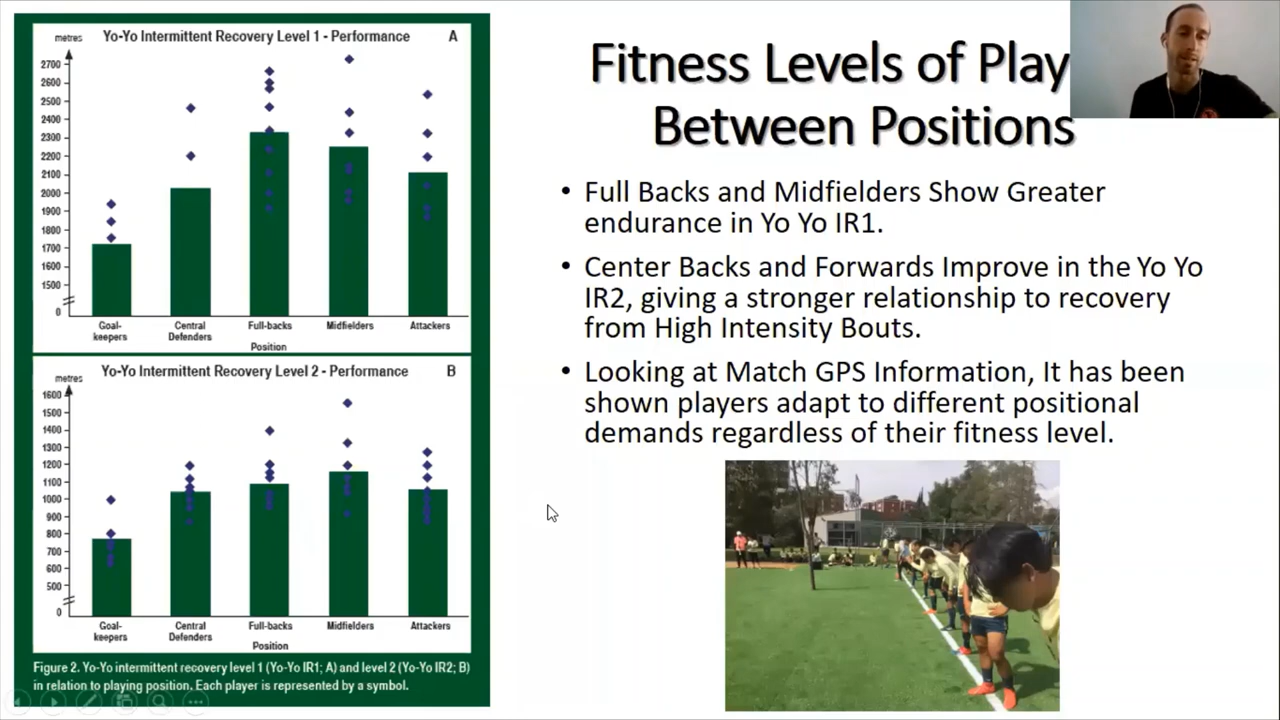 metres
Yo-Yo Intermittent Recovery Level 1 - Performance
A
2700
2600
2500
2400
2300
2200
2100
2000
1900
1800
1700
1600
1500
0
Goal-
keepers
Central
Defenders
Full-backs
Midfielders
Attackers
Position
metres
Yo-Yo Intermittent Recovery Level 2 - Performance
B
1600
1500
1400
1300
1200
1100
1000
900
800
700
600
500
0
Goal-
keepers
Central
Defenders
Full-backs
Midfielders
Attackers
Position
Figure 2. Yo-Yo intermittent recovery level 1 (Yo-Yo IR1; A) and level 2 (Yo-Yo IR2; B)
in relation to playing position. Each player is represented by a symbol.
Fitness Levels of Play
Between Positions
• Full Backs and Midfielders Show Greater
endurance in Yo Yo IR1.
• Center Backs and Forwards Improve in the Yo Yo
IR2, giving a stronger relationship to recovery
from High Intensity Bouts.
• Looking at Match GPS Information, It has been
shown players adapt to different positional
demands regardless of their fitness level.